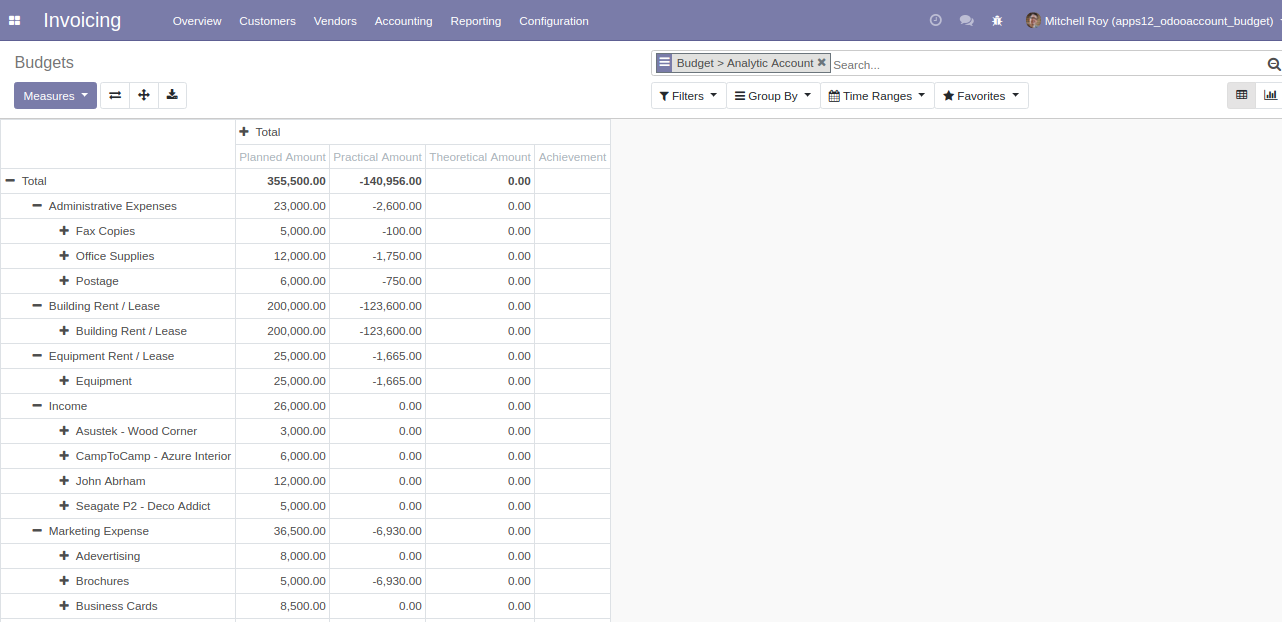 Invoicing Overview Customers Vendors Accounting Reporting Configuration Mitchell Roy (apps12_odooaccount_budget)
Budgets Budget > Analytic Account Search...
Measures Filters Group By Time Ranges Favorites
Total
Planned Amount Practical Amount Theoretical Amount Achievement
Total 355,500.00 -140,956.00 0.00
Administrative Expenses 23,000.00 -2,600.00 0.00
Fax Copies 5,000.00 -100.00 0.00
Office Supplies 12,000.00 -1,750.00 0.00
Postage 6,000.00 -750.00 0.00
Building Rent / Lease 200,000.00 -123,600.00 0.00
Building Rent / Lease 200,000.00 -123,600.00 0.00
Equipment Rent / Lease 25,000.00 -1,665.00 0.00
Equipment 25,000.00 -1,665.00 0.00
Income 26,000.00 0.00 0.00
Asustek - Wood Corner 3,000.00 0.00 0.00
CampToCamp - Azure Interior 6,000.00 0.00 0.00
John Abrham 12,000.00 0.00 0.00
Seagate P2 - Deco Addict 5,000.00 0.00 0.00
Marketing Expense 36,500.00 -6,930.00 0.00
Adevertising 8,000.00 0.00 0.00
Brochures 5,000.00 -6,930.00 0.00
Business Cards 8,500.00 0.00 0.00